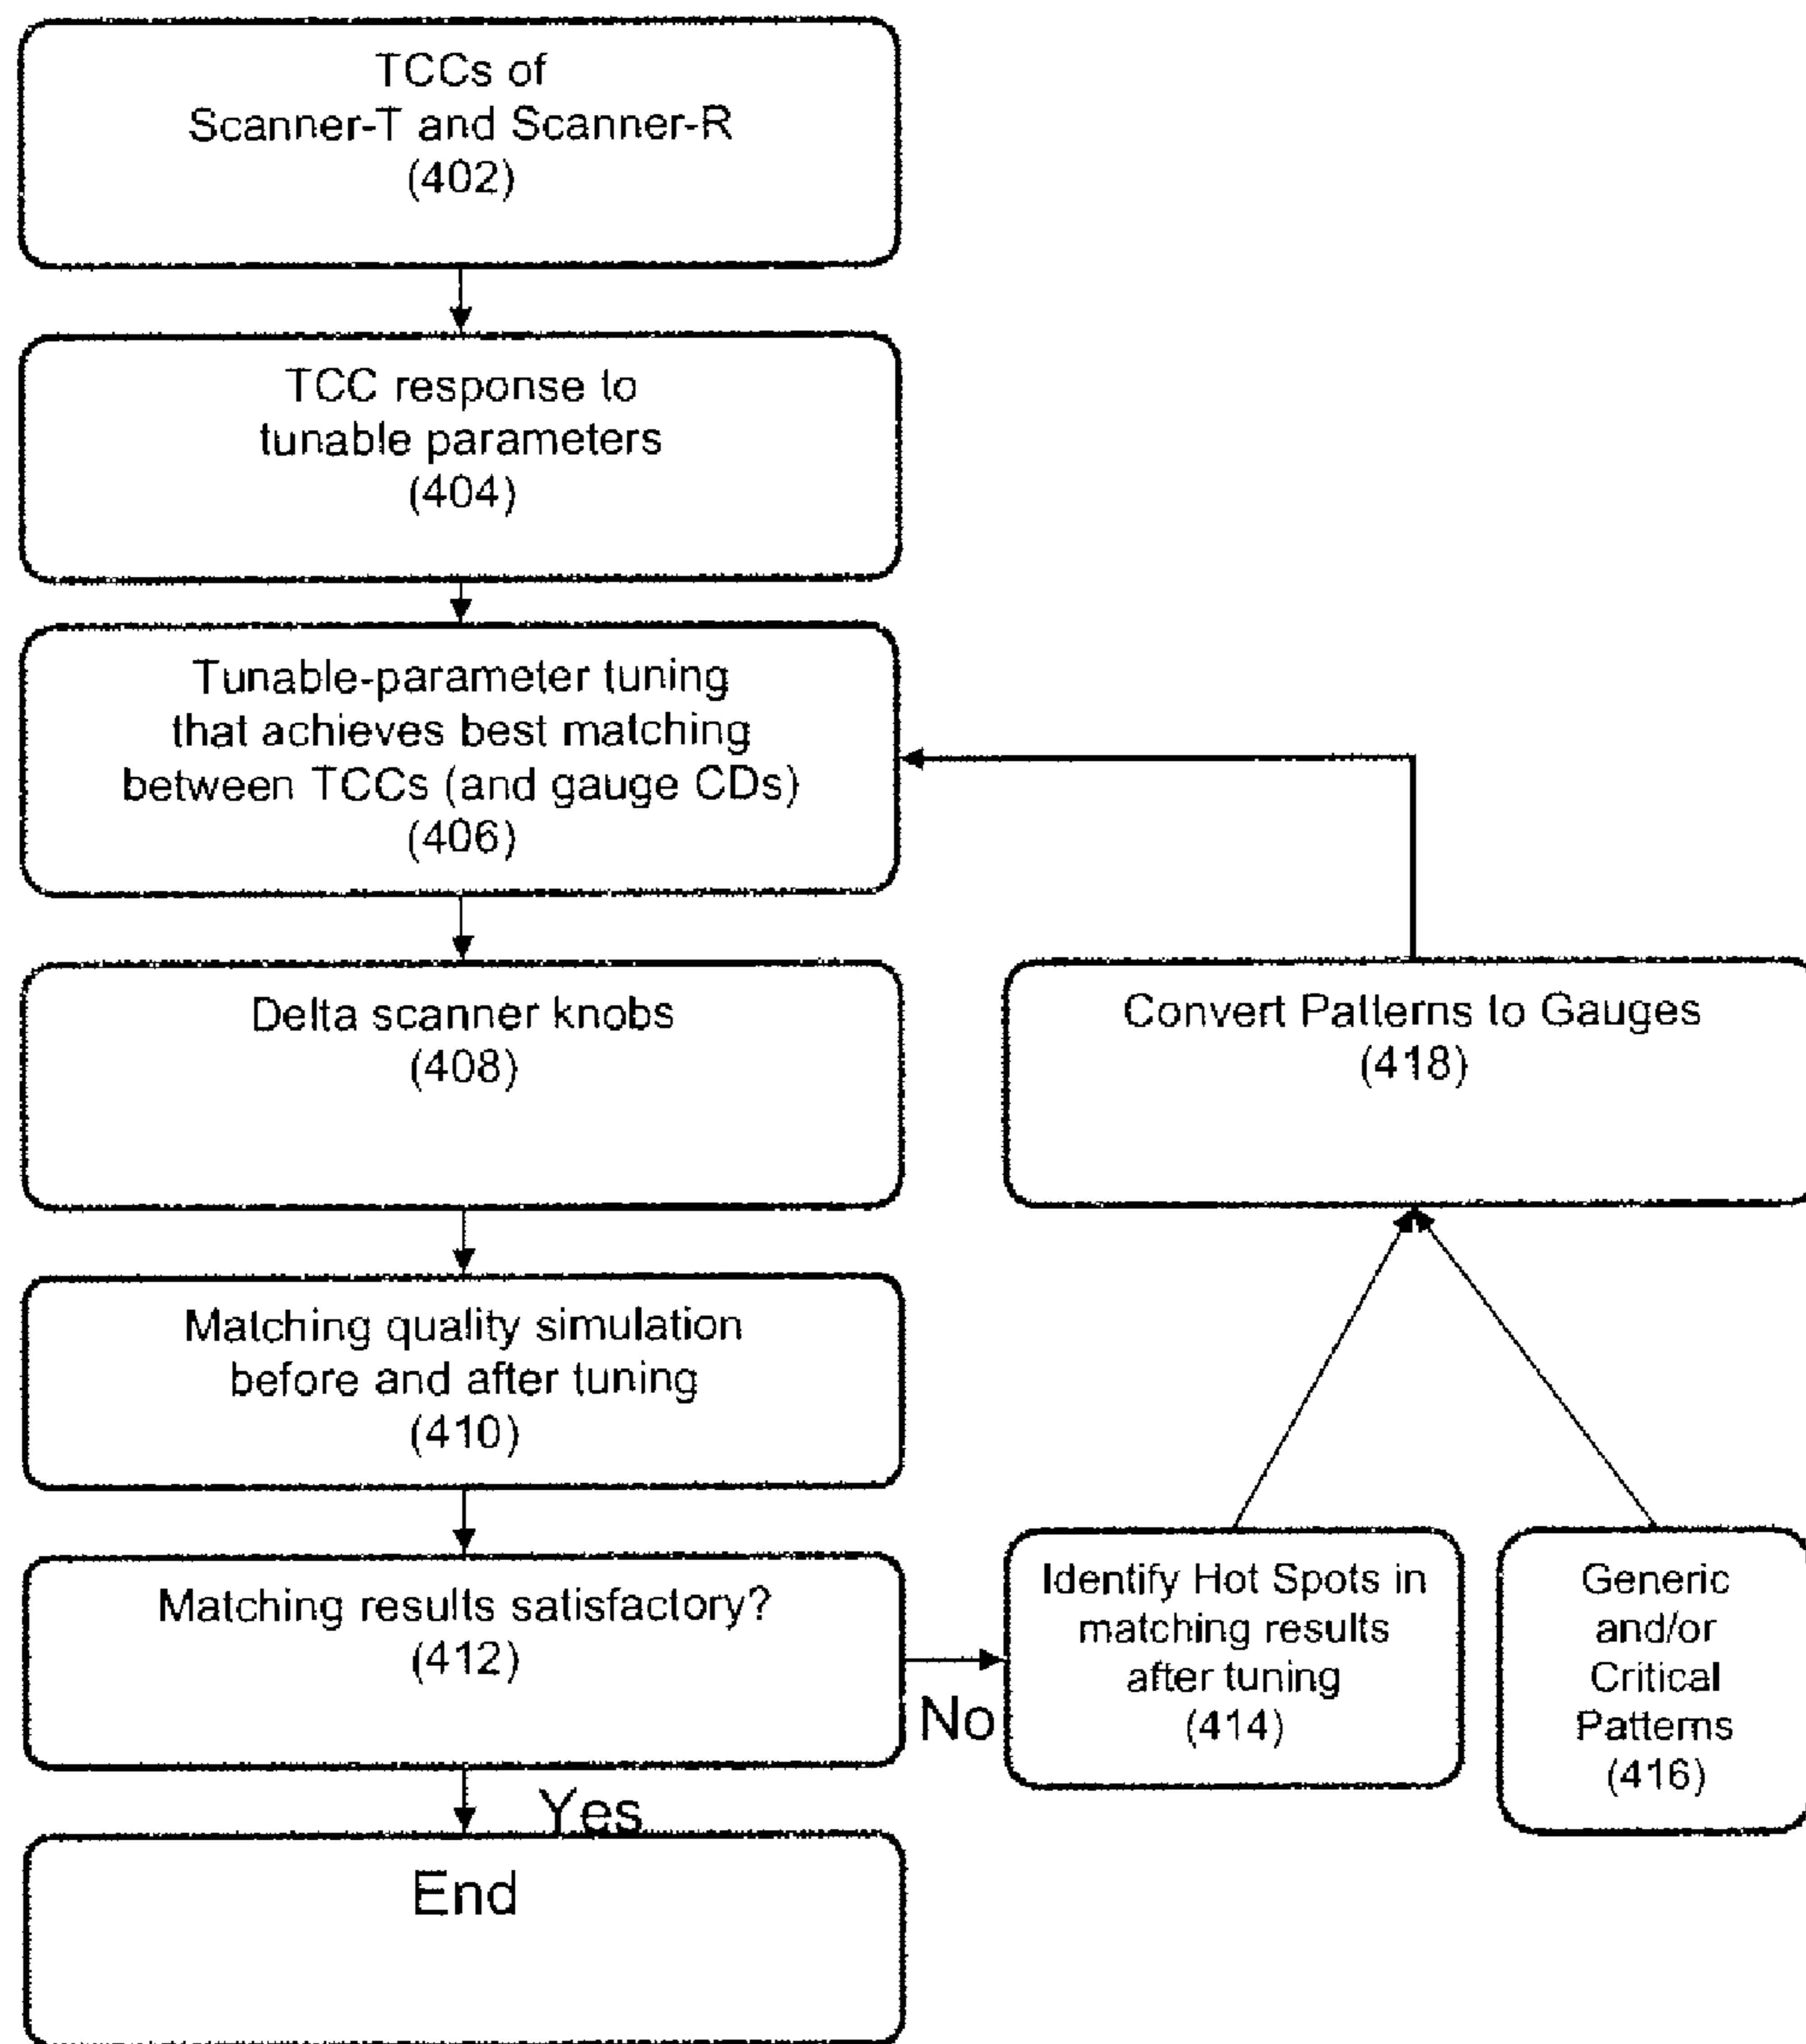 TCCs of
Scanner-T and Scanner-R
(402)
TCC response to
tunable parameters
(404)
Tunable-parameter tuning
that achieves best matching
between TCCs (and gauge CDs)
(406)
Delta scanner knobs
(408)
Convert Patterns to Gauges
(418)
Matching quality simulation
before and after tuning
(410)
Matching results satisfactory?
(412)
No
Identify Hot Spots in
matching results
after tuning
(414)
Generic
and/or
Critical
Patterns
(416)
Yes
End